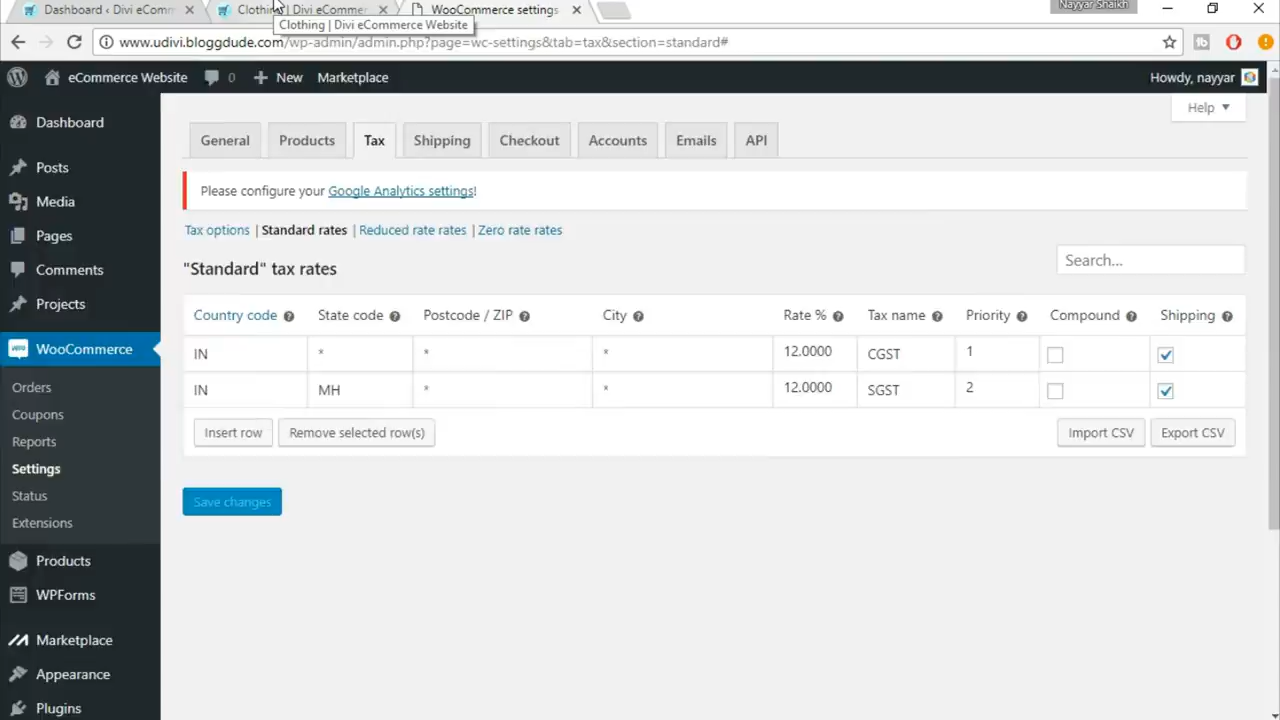 Dashboard ‹ Divi eComm
Clothing | Divi eCommer
WooCommerce settings
Nayyar Shaikh
Clothing | Divi eCommerce Website
www.udivi.bloggdude.com/wp-admin/admin.php?page=wc-settings&tab=tax&section=standard#
eCommerce Website
0
New
Marketplace
Howdy, nayyar
Help
Dashboard
Posts
Media
Pages
Comments
Projects
WooCommerce
Orders
Coupons
Reports
Settings
Status
Extensions
Products
WPForms
Marketplace
Appearance
Plugins
General
Products
Tax
Shipping
Checkout
Accounts
Emails
API
Please configure your Google Analytics settings!
Tax options | Standard rates | Reduced rate rates | Zero rate rates
"Standard" tax rates
Search...
Country code State code Postcode / ZIP City Rate % Tax name Priority Compound Shipping
IN * * * 12.0000 CGST 1
IN MH * * 12.0000 SGST 2
Insert row
Remove selected row(s)
Import CSV
Export CSV
Save changes